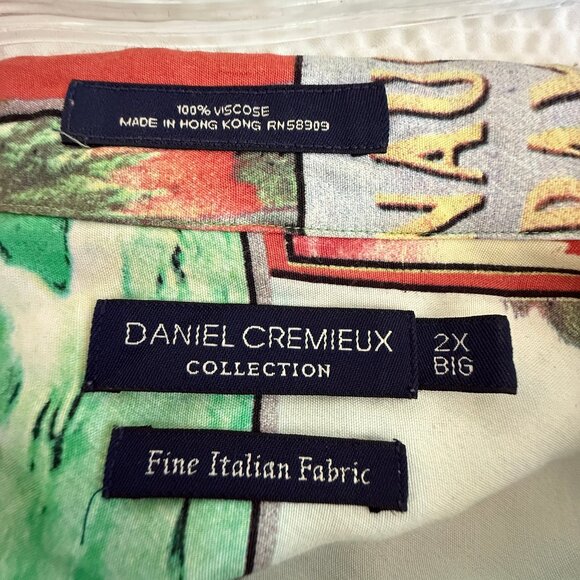 100% VISCOSE
MADE IN HONG KONG RN58909
DANIEL CREMIEUX
COLLECTION
2X
BIG
Fine Italian Fabric